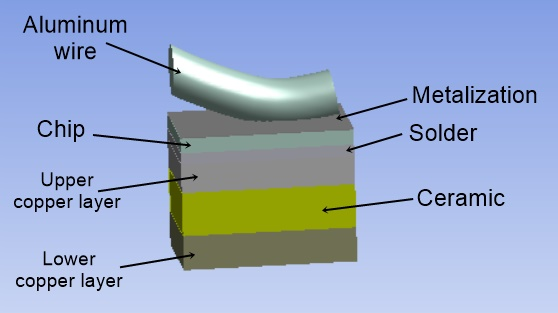 Aluminum
wire
Metalization
Chip
Solder
Upper
copper layer
Ceramic
Lower
copper layer